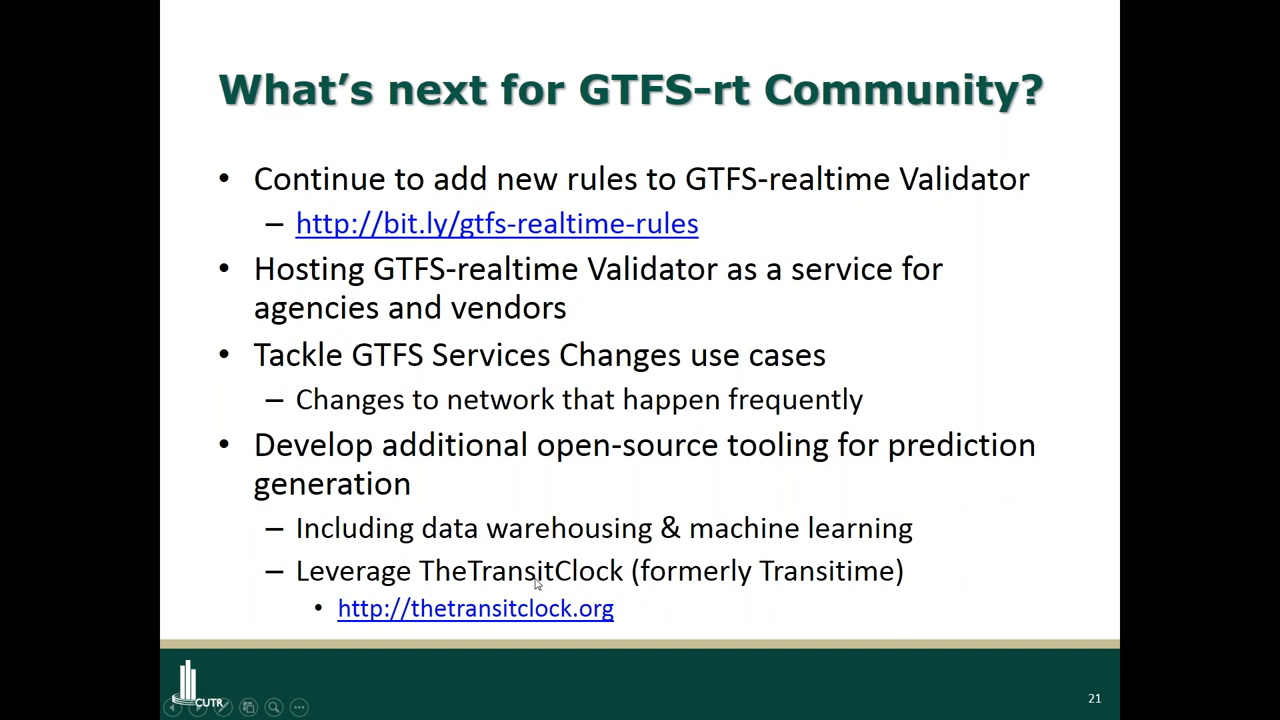 What's next for GTFS-rt Community?
• Continue to add new rules to GTFS-realtime Validator
– http://bit.ly/gtfs-realtime-rules
• Hosting GTFS-realtime Validator as a service for
agencies and vendors
• Tackle GTFS Services Changes use cases
– Changes to network that happen frequently
• Develop additional open-source tooling for prediction
generation
– Including data warehousing & machine learning
– Leverage TheTransitClock (formerly Transitime)
• http://thetransitclock.org
CUTR
21